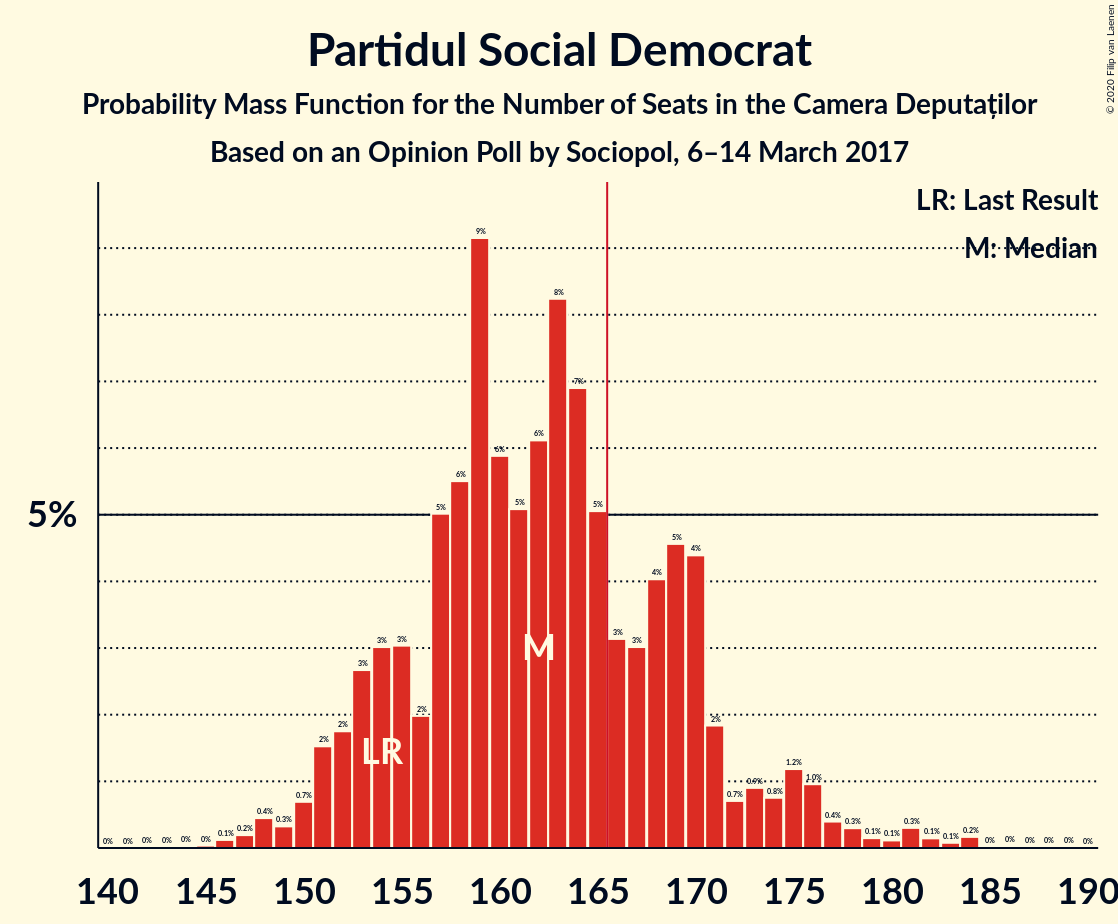 Partidul Social Democrat
Probability Mass Function for the Number of Seats in the Camera Deputaților
Based on an Opinion Poll by Sociopol, 6–14 March 2017
© 2020 Filip van Laenen
LR: Last Result
M: Median
5%
0% 0% 0% 0% 0% 0% 0.1% 0.2% 0.4% 0.3% 0.7% 2% 2% 3% 3% 3% 2% 5% 6% 9% 6% 5% 6% 8% 7% 5% 3% 3% 4% 5% 4% 2% 0.7% 0.9% 0.8% 1.2% 1.0% 0.4% 0.3% 0.1% 0.1% 0.3% 0.1% 0.1% 0.2% 0% 0% 0% 0% 0% 0%
M
LR
140 145 150 155 160 165 170 175 180 185 190